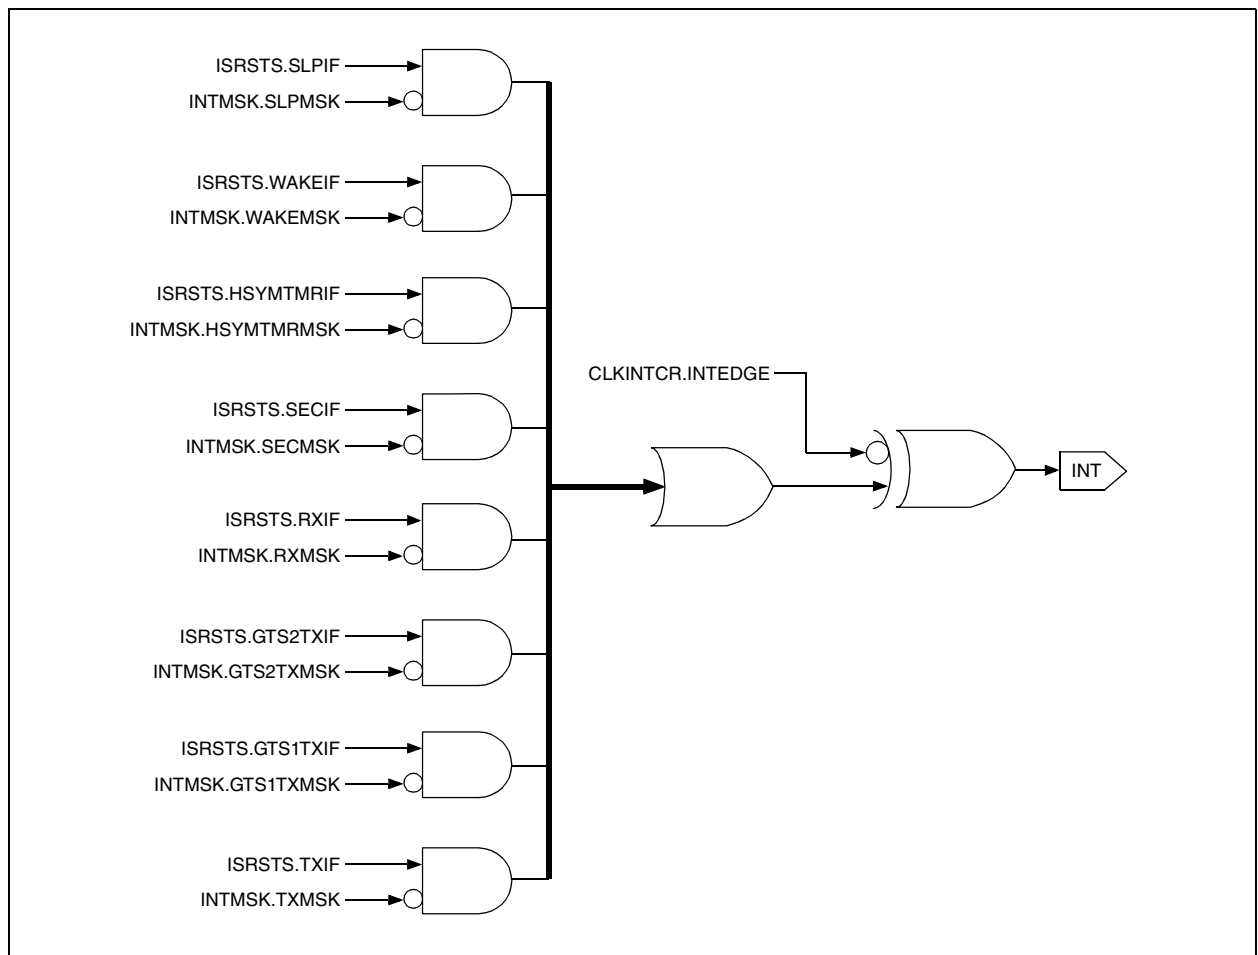 ISRSTS.SLPIF
INTMSK.SLPMSK
ISRSTS.WAKEIF
INTMSK.WAKEMSK
ISRSTS.HSYMTMRIF
INTMSK.HSYMTMRMSK
CLKINTCR.INTEDGE
ISRSTS.SECIF
INTMSK.SECMSK
INT
ISRSTS.RXIF
INTMSK.RXMSK
ISRSTS.GTS2TXIF
INTMSK.GTS2TXMSK
ISRSTS.GTS1TXIF
INTMSK.GTS1TXMSK
ISRSTS.TXIF
INTMSK.TXMSK